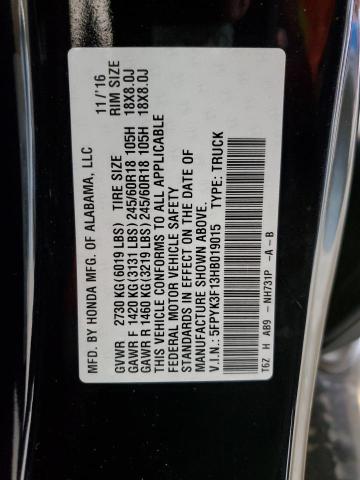 MFD. BY HONDA MFG. OF ALABAMA, LLC 11/'16
GVWR 2730 KG(6019 LBS) TIRE SIZE RIM SIZE
GAWR F 1420 KG(3131 LBS) 245/60R18 105H 18X8.0J
GAWR R 1460 KG(3219 LBS) 245/60R18 105H 18X8.0J
THIS VEHICLE CONFORMS TO ALL APPLICABLE
FEDERAL MOTOR VEHICLE SAFETY
STANDARDS IN EFFECT ON THE DATE OF
MANUFACTURE SHOWN ABOVE.
V.I.N.: 5FPYK3F13HB019015 TYPE: TRUCK
T6Z H AB9 -NH731P -A -B